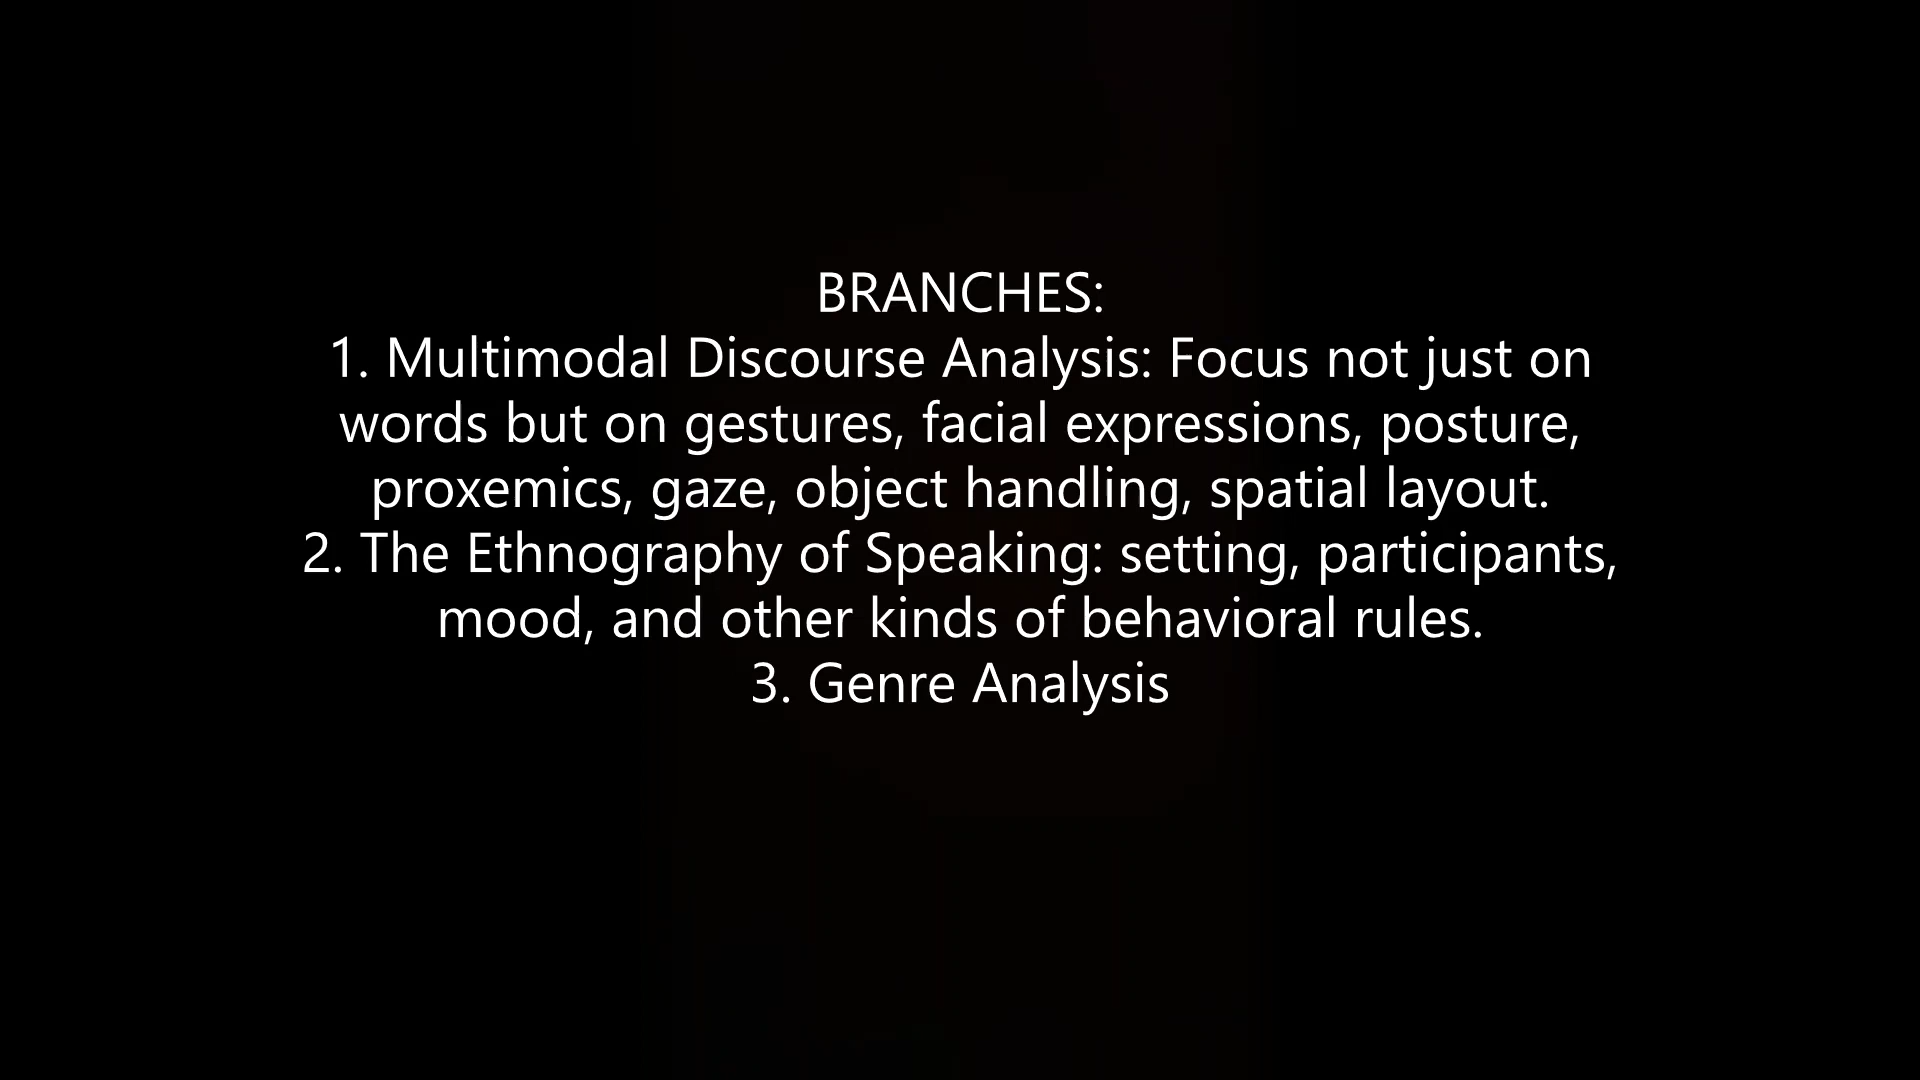 BRANCHES:
1. Multimodal Discourse Analysis: Focus not just on
words but on gestures, facial expressions, posture,
proxemics, gaze, object handling, spatial layout.
2. The Ethnography of Speaking: setting, participants,
mood, and other kinds of behavioral rules.
3. Genre Analysis